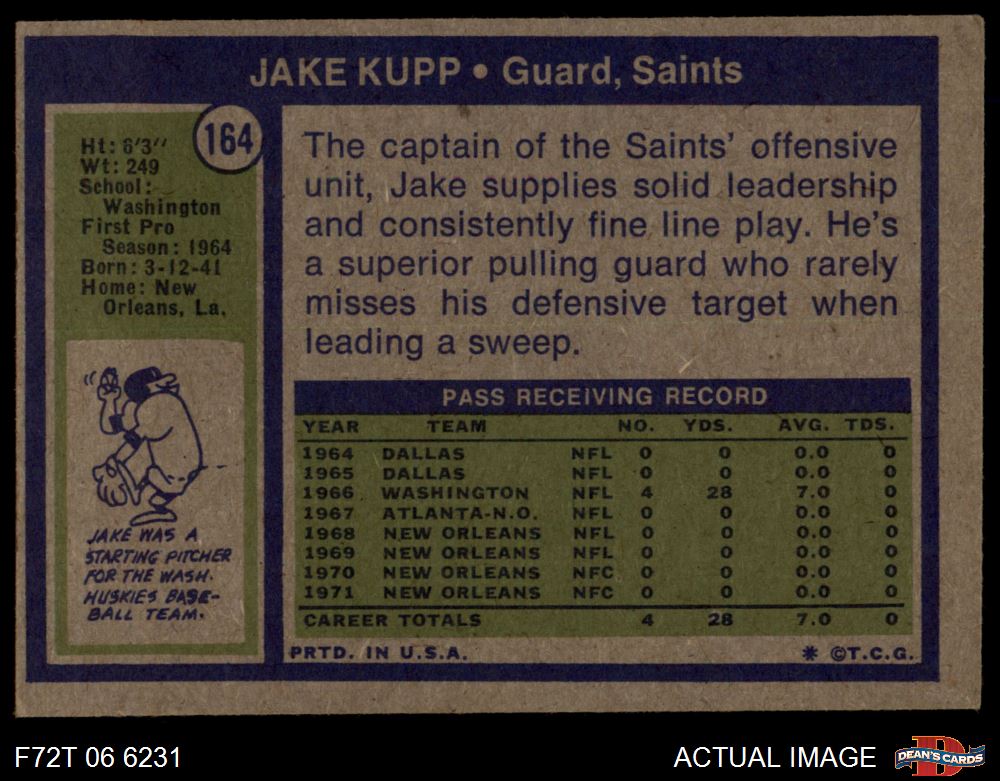 JAKE KUPP • Guard, Saints
164
Ht: 6'3"
Wt: 249
School:
Washington
First Pro
Season: 1964
Born: 3-12-41
Home: New
Orleans, La.
JAKE WAS A
STARTING PITCHER
FOR THE WASH.
HUSKIES BASE-
BALL TEAM.
The captain of the Saints' offensive
unit, Jake supplies solid leadership
and consistently fine line play. He's
a superior pulling guard who rarely
misses his defensive target when
leading a sweep.
PASS RECEIVING RECORD
YEAR TEAM NO. YDS. AVG. TDS.
1964 DALLAS NFL 0 0 0.0 0
1965 DALLAS NFL 0 0 0.0 0
1966 WASHINGTON NFL 4 28 7.0 0
1967 ATLANTA-N.O. NFL 0 0 0.0 0
1968 NEW ORLEANS NFL 0 0 0.0 0
1969 NEW ORLEANS NFL 0 0 0.0 0
1970 NEW ORLEANS NFC 0 0 0.0 0
1971 NEW ORLEANS NFC 0 0 0.0 0
CAREER TOTALS 4 28 7.0 0
PRTD. IN U.S.A. * ©T.C.G.
F72T 06 6231 ACTUAL IMAGE
D
DEAN'S CARDS